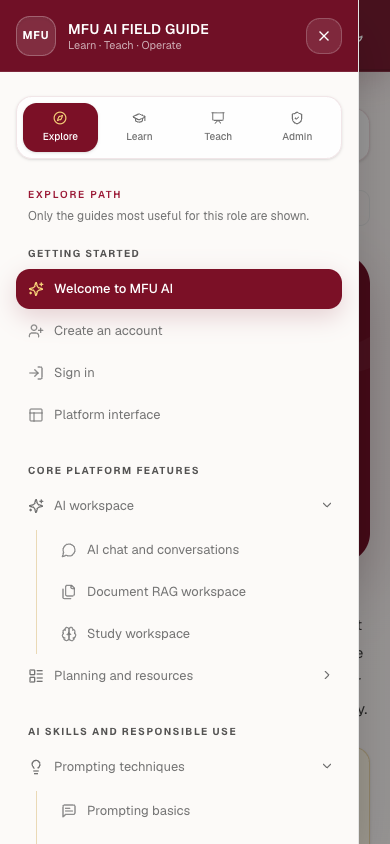 MFU
MFU AI FIELD GUIDE
Learn · Teach · Operate
Explore
Learn
Teach
Admin
EXPLORE PATH
Only the guides most useful for this role are shown.
GETTING STARTED
Welcome to MFU AI
Create an account
Sign in
Platform interface
CORE PLATFORM FEATURES
AI workspace
AI chat and conversations
Document RAG workspace
Study workspace
Planning and resources
AI SKILLS AND RESPONSIBLE USE
Prompting techniques
Prompting basics